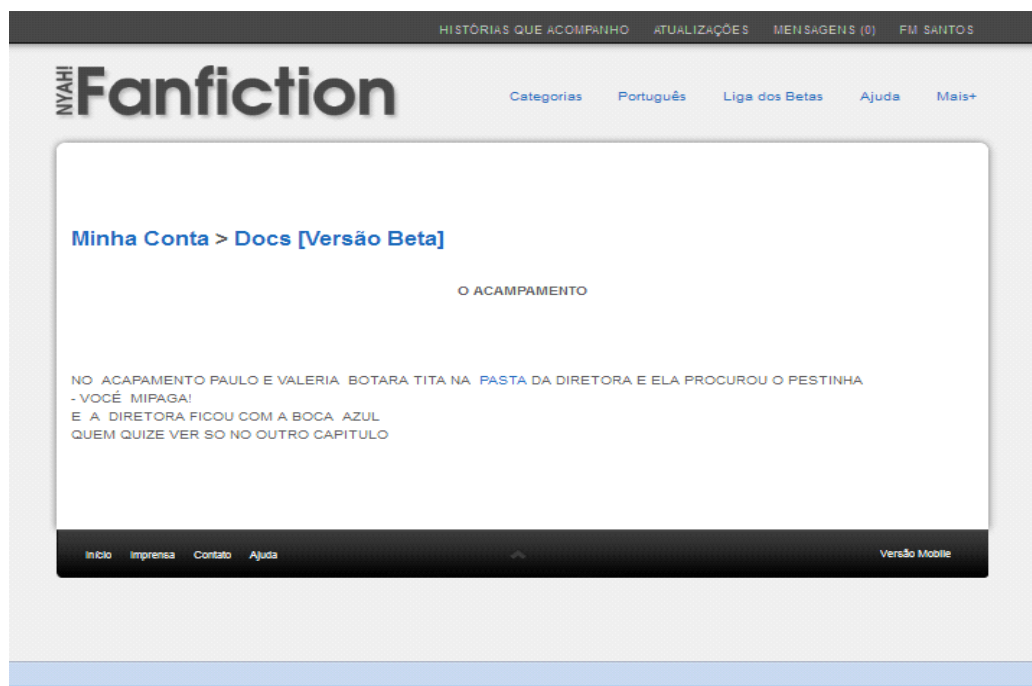 HISTÓRIAS QUE ACOMPANHO ATUALIZAÇÕES MENSAGENS (0) FM SANTOS
NYAH! Fanfiction
Categorias Português Liga dos Betas Ajuda Mais+
Minha Conta > Docs [Versão Beta]
O ACAMPAMENTO
NO ACAPAMENTO PAULO E VALERIA BOTARA TITA NA PASTA DA DIRETORA E ELA PROCUROU O PESTINHA
- VOCÉ MIPAGA!
E A DIRETORA FICOU COM A BOCA AZUL
QUEM QUIZE VER SO NO OUTRO CAPITULO
Início Imprensa Contato Ajuda Versão Mobile